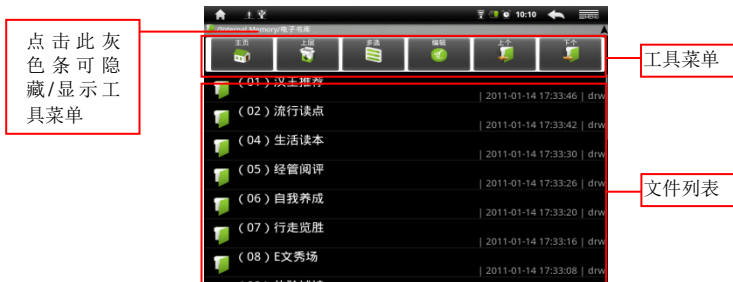 点击此灰
色条可隐
藏/显示工
具菜单
10:10
/Internal Memory/电子书库
主页 上层 多选 编辑 上个 下个
工具菜单
（01）汉王推荐
| 2011-01-14 17:33:46 | drw
（02）流行读点
| 2011-01-14 17:33:42 | drw
（04）生活读本
| 2011-01-14 17:33:30 | drw
（05）经管阅评
| 2011-01-14 17:33:26 | drw
文件列表
（06）自我养成
| 2011-01-14 17:33:20 | drw
（07）行走览胜
| 2011-01-14 17:33:16 | drw
（08）E文秀场
| 2011-01-14 17:33:08 | drw